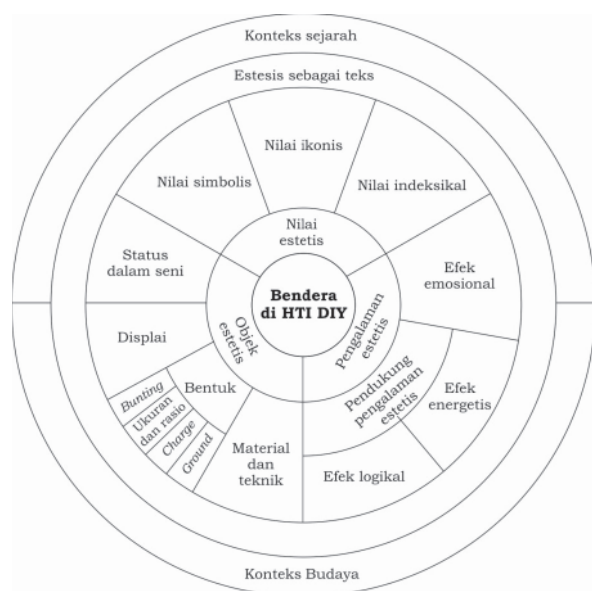 Konteks sejarah
Estesis sebagai teks
Nilai ikonis
Nilai simbolis
Nilai indeksikal
Nilai
estetis
Status
dalam seni
Efek
emosional
Bendera
di HTI DIY
Objek
estetis
Pengalaman
estetis
Displai
Bunting
Ukuran
dan rasio
Charge
Ground
Bentuk
Pendukung
pengalaman
estetis
Efek
energetis
Material
dan
teknik
Efek logikal
Konteks Budaya